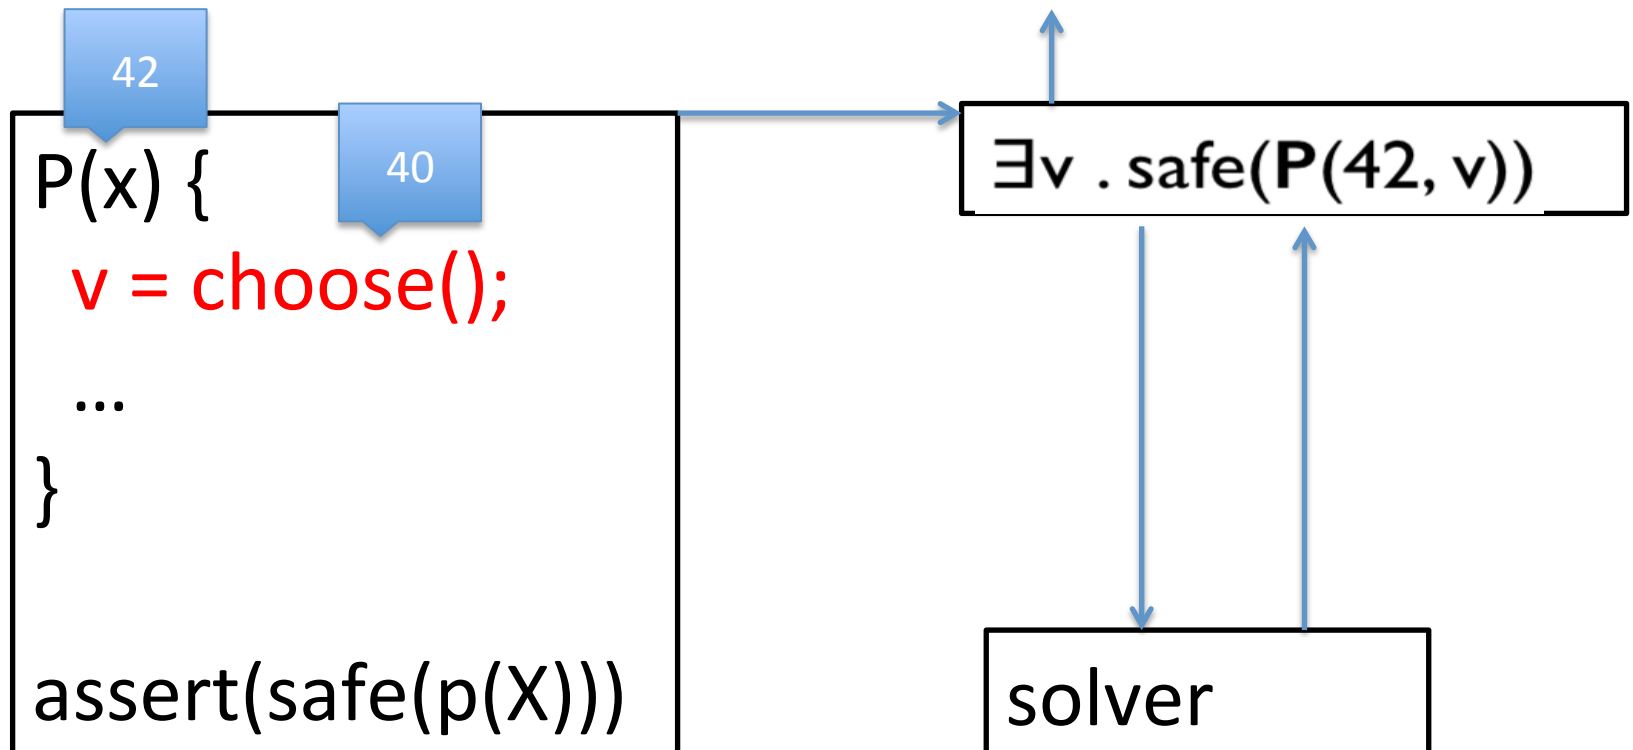 42
40
P(x) {
v = choose();
...
}
assert(safe(p(X)))
∃v . safe(P(42, v))
solver